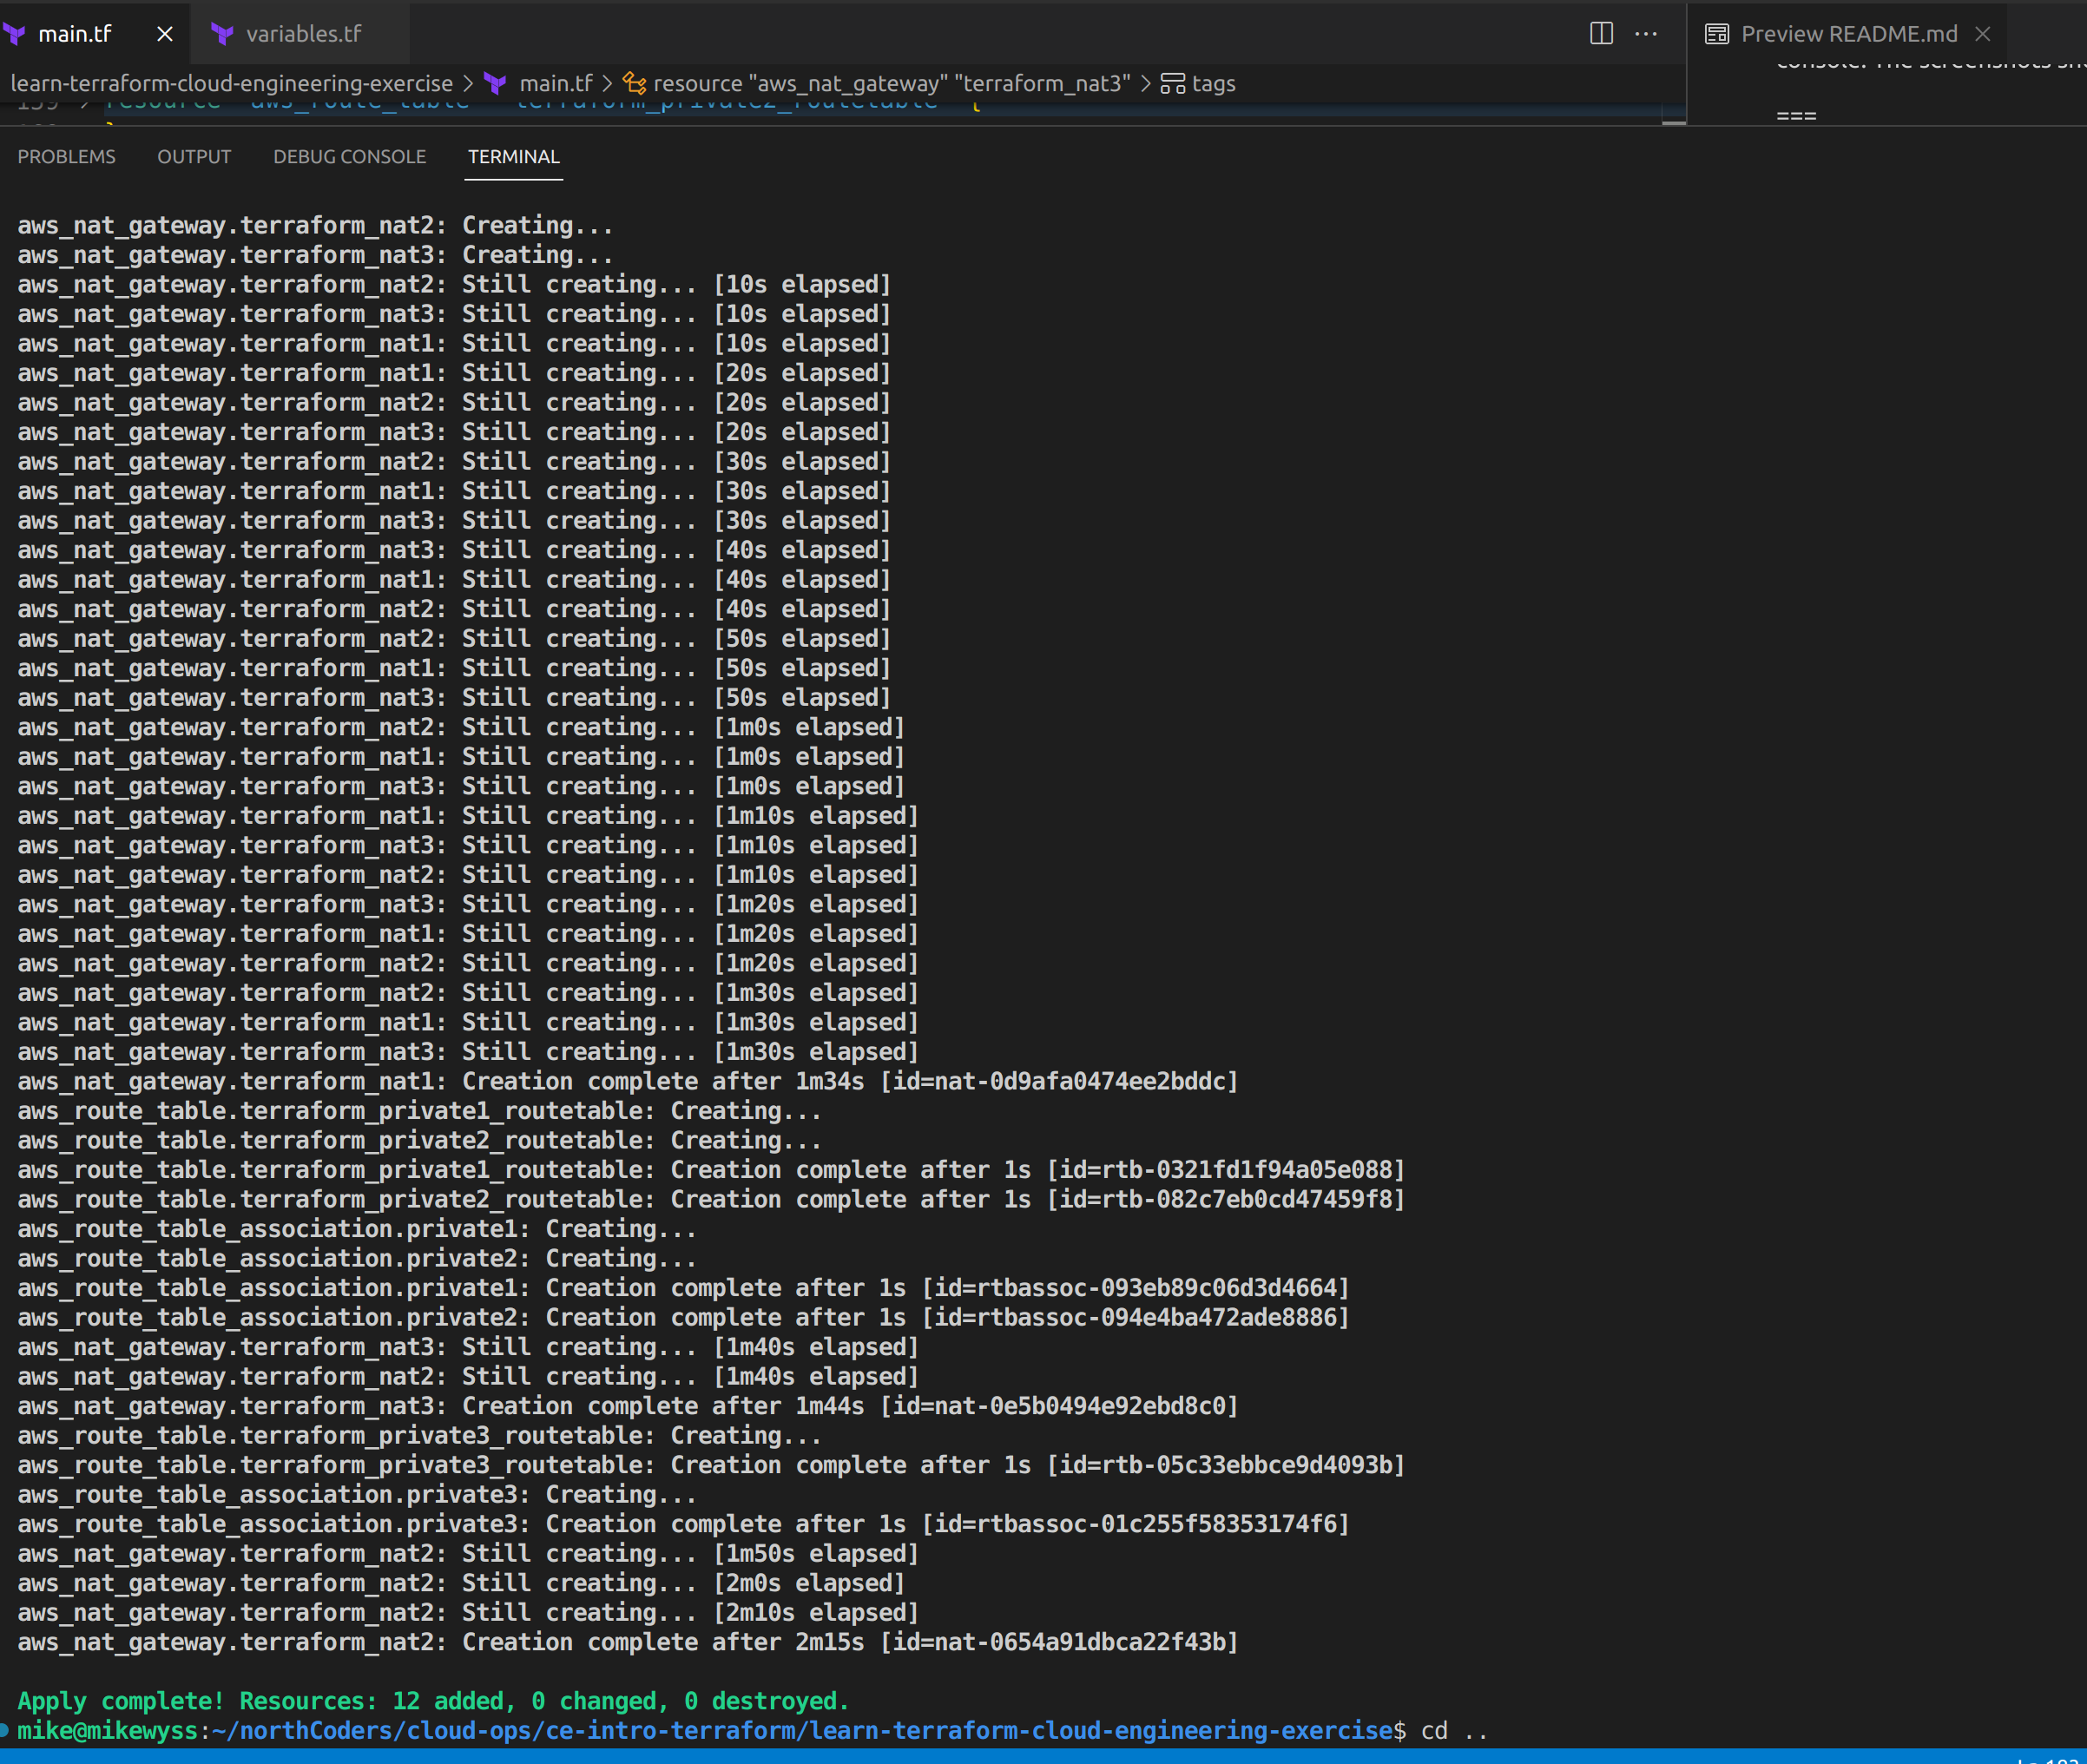 main.tf
variables.tf
Preview README.md
learn-terraform-cloud-engineering-exercise > main.tf > resource "aws_nat_gateway" "terraform_nat3" > tags
===
PROBLEMS OUTPUT DEBUG CONSOLE TERMINAL
aws_nat_gateway.terraform_nat2: Creating...
aws_nat_gateway.terraform_nat3: Creating...
aws_nat_gateway.terraform_nat2: Still creating... [10s elapsed]
aws_nat_gateway.terraform_nat3: Still creating... [10s elapsed]
aws_nat_gateway.terraform_nat1: Still creating... [10s elapsed]
aws_nat_gateway.terraform_nat1: Still creating... [20s elapsed]
aws_nat_gateway.terraform_nat2: Still creating... [20s elapsed]
aws_nat_gateway.terraform_nat3: Still creating... [20s elapsed]
aws_nat_gateway.terraform_nat2: Still creating... [30s elapsed]
aws_nat_gateway.terraform_nat1: Still creating... [30s elapsed]
aws_nat_gateway.terraform_nat3: Still creating... [30s elapsed]
aws_nat_gateway.terraform_nat3: Still creating... [40s elapsed]
aws_nat_gateway.terraform_nat1: Still creating... [40s elapsed]
aws_nat_gateway.terraform_nat2: Still creating... [40s elapsed]
aws_nat_gateway.terraform_nat2: Still creating... [50s elapsed]
aws_nat_gateway.terraform_nat1: Still creating... [50s elapsed]
aws_nat_gateway.terraform_nat3: Still creating... [50s elapsed]
aws_nat_gateway.terraform_nat2: Still creating... [1m0s elapsed]
aws_nat_gateway.terraform_nat1: Still creating... [1m0s elapsed]
aws_nat_gateway.terraform_nat3: Still creating... [1m0s elapsed]
aws_nat_gateway.terraform_nat1: Still creating... [1m10s elapsed]
aws_nat_gateway.terraform_nat3: Still creating... [1m10s elapsed]
aws_nat_gateway.terraform_nat2: Still creating... [1m10s elapsed]
aws_nat_gateway.terraform_nat3: Still creating... [1m20s elapsed]
aws_nat_gateway.terraform_nat1: Still creating... [1m20s elapsed]
aws_nat_gateway.terraform_nat2: Still creating... [1m20s elapsed]
aws_nat_gateway.terraform_nat2: Still creating... [1m30s elapsed]
aws_nat_gateway.terraform_nat1: Still creating... [1m30s elapsed]
aws_nat_gateway.terraform_nat3: Still creating... [1m30s elapsed]
aws_nat_gateway.terraform_nat1: Creation complete after 1m34s [id=nat-0d9afa0474ee2bddc]
aws_route_table.terraform_private1_routetable: Creating...
aws_route_table.terraform_private2_routetable: Creating...
aws_route_table.terraform_private1_routetable: Creation complete after 1s [id=rtb-0321fd1f94a05e088]
aws_route_table.terraform_private2_routetable: Creation complete after 1s [id=rtb-082c7eb0cd47459f8]
aws_route_table_association.private1: Creating...
aws_route_table_association.private2: Creating...
aws_route_table_association.private1: Creation complete after 1s [id=rtbassoc-093eb89c06d3d4664]
aws_route_table_association.private2: Creation complete after 1s [id=rtbassoc-094e4ba472ade8886]
aws_nat_gateway.terraform_nat3: Still creating... [1m40s elapsed]
aws_nat_gateway.terraform_nat2: Still creating... [1m40s elapsed]
aws_nat_gateway.terraform_nat3: Creation complete after 1m44s [id=nat-0e5b0494e92ebd8c0]
aws_route_table.terraform_private3_routetable: Creating...
aws_route_table.terraform_private3_routetable: Creation complete after 1s [id=rtb-05c33ebbce9d4093b]
aws_route_table_association.private3: Creating...
aws_route_table_association.private3: Creation complete after 1s [id=rtbassoc-01c255f58353174f6]
aws_nat_gateway.terraform_nat2: Still creating... [1m50s elapsed]
aws_nat_gateway.terraform_nat2: Still creating... [2m0s elapsed]
aws_nat_gateway.terraform_nat2: Still creating... [2m10s elapsed]
aws_nat_gateway.terraform_nat2: Creation complete after 2m15s [id=nat-0654a91dbca22f43b]
Apply complete! Resources: 12 added, 0 changed, 0 destroyed.
mike@mikewyss:~/northCoders/cloud-ops/ce-intro-terraform/learn-terraform-cloud-engineering-exercise$ cd ..